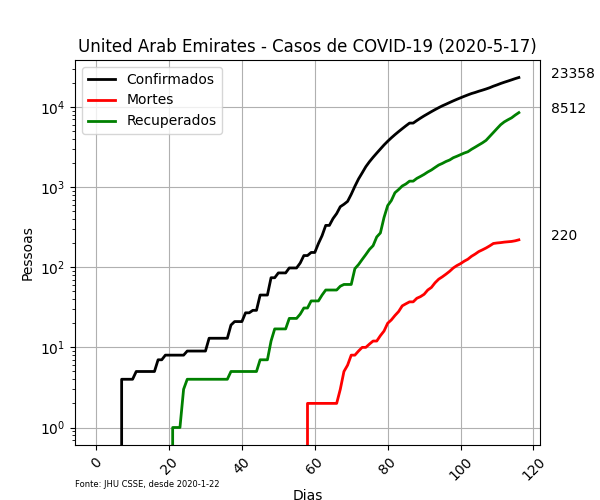 United Arab Emirates - Casos de COVID-19 (2020-5-17)
Confirmados
Mortes
Recuperados
23358
8512
220
Pessoas
10⁴
10³
10²
10¹
10⁰
0 20 40 60 80 100 120
Dias
Fonte: JHU CSSE, desde 2020-1-22